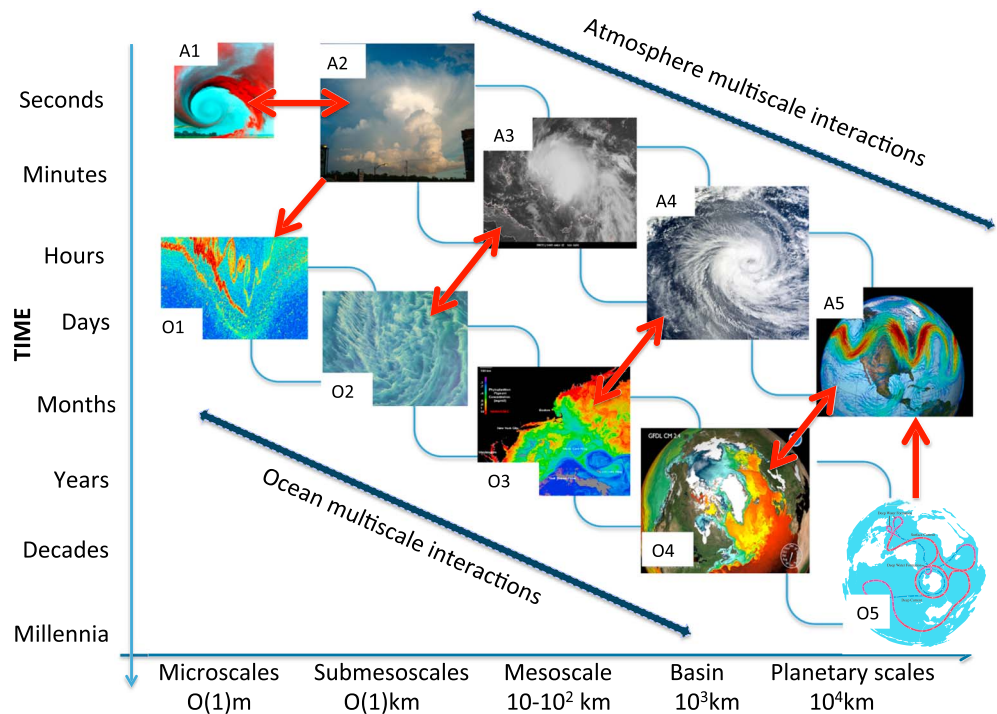 A1
A2
Atmosphere multiscale interactions
Seconds
A3
Minutes
A4
Hours
A5
TIME
Days
O1
O2
Months
GFDL CM 2.4
Years
O3
Ocean multiscale interactions
Decades
O4
O5
Millennia
Microscales
O(1)m
Submesoscales
O(1)km
Mesoscale
10-10² km
Basin
10³km
Planetary scales
10⁴km